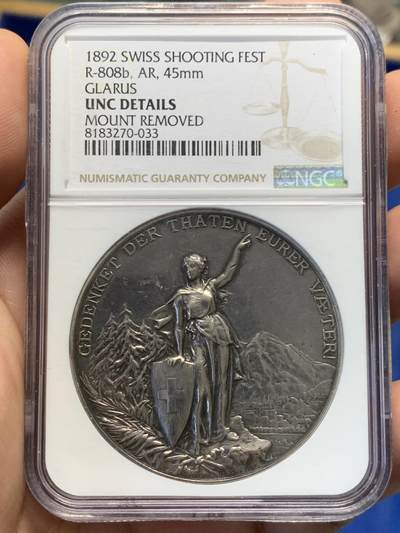 1892 SWISS SHOOTING FEST
R-808b, AR, 45mm
GLARUS
UNC DETAILS
MOUNT REMOVED
8183270-033
NUMISMATIC GUARANTY COMPANY
NGC
GEDENKET DER THATEN EURER VÆTER!